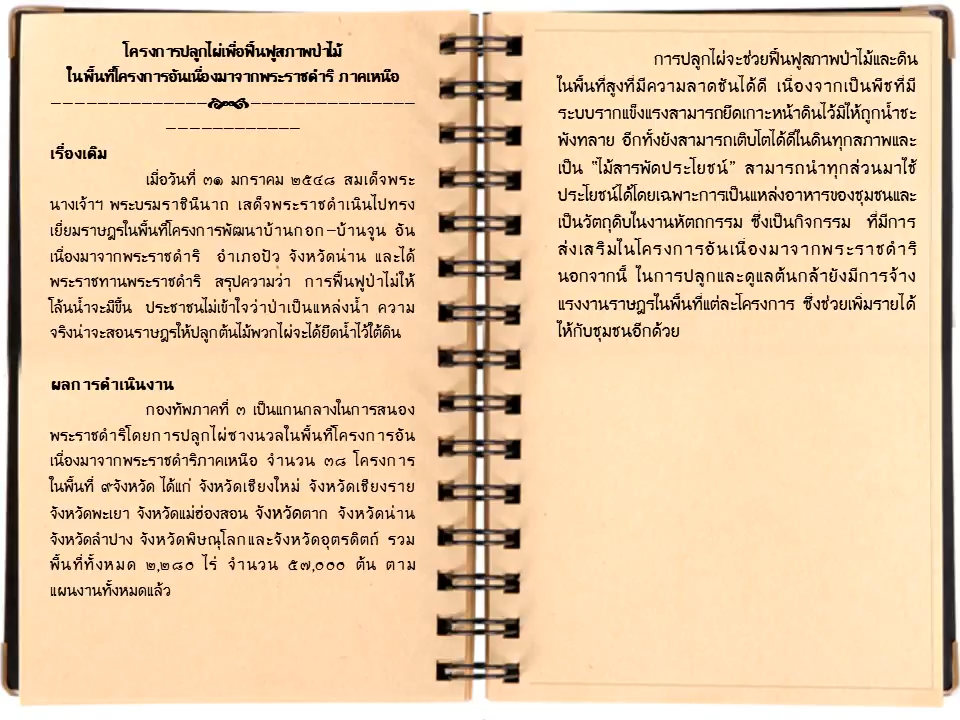 โครงการปลูกไผ่เพื่อฟื้นฟูสภาพป่าไม้
ในพื้นที่โครงการอันเนื่องมาจากพระราชดำริ ภาคเหนือ
เรื่องเดิม
เมื่อวันที่ ๓๑ มกราคม ๒๕๔๘ สมเด็จพระ
นางเจ้าฯ พระบรมราชินีนาถ เสด็จพระราชดำเนินไปทรง
เยี่ยมราษฎรในพื้นที่โครงการพัฒนาบ้านกอก–บ้านจูน อัน
เนื่องมาจากพระราชดำริ อำเภอปัว จังหวัดน่าน และได้
พระราชทานพระราชดำริ สรุปความว่า การฟื้นฟูป่าไม่ให้
โล้นน้ำจะมีขึ้น ประชาชนไม่เข้าใจว่าป่าเป็นแหล่งน้ำ ความ
จริงน่าจะสอนราษฎรให้ปลูกต้นไม้พวกไผ่จะได้ยึดน้ำไว้ใต้ดิน
ผลการดำเนินงาน
กองทัพภาคที่ ๓ เป็นแกนกลางในการสนอง
พระราชดำริโดยการปลูกไผ่ซางนวลในพื้นที่โครงการอัน
เนื่องมาจากพระราชดำริภาคเหนือ จำนวน ๓๘ โครงการ
ในพื้นที่ ๙จังหวัด ได้แก่ จังหวัดเชียงใหม่ จังหวัดเชียงราย
จังหวัดพะเยา จังหวัดแม่ฮ่องสอน จังหวัดตาก จังหวัดน่าน
จังหวัดลำปาง จังหวัดพิษณุโลกและจังหวัดอุตรดิตถ์ รวม
พื้นที่ทั้งหมด ๒,๒๘๐ ไร่ จำนวน ๕๗,๐๐๐ ต้น ตาม
แผนงานทั้งหมดแล้ว
การปลูกไผ่จะช่วยฟื้นฟูสภาพป่าไม้และดิน
ในพื้นที่สูงที่มีความลาดชันได้ดี เนื่องจากเป็นพืชที่มี
ระบบรากแข็งแรงสามารถยึดเกาะหน้าดินไว้มิให้ถูกน้ำชะ
พังทลาย อีกทั้งยังสามารถเติบโตได้ดีในดินทุกสภาพและ
เป็น “ไม้สารพัดประโยชน์” สามารถนำทุกส่วนมาใช้
ประโยชน์ได้โดยเฉพาะการเป็นแหล่งอาหารของชุมชนและ
เป็นวัตถุดิบในงานหัตถกรรม ซึ่งเป็นกิจกรรม ที่มีการ
ส่งเสริมในโครงการอันเนื่องมาจากพระราชดำริ
นอกจากนี้ ในการปลูกและดูแลต้นกล้ายังมีการจ้าง
แรงงานราษฎรในพื้นที่แต่ละโครงการ ซึ่งช่วยเพิ่มรายได้
ให้กับชุมชนอีกด้วย